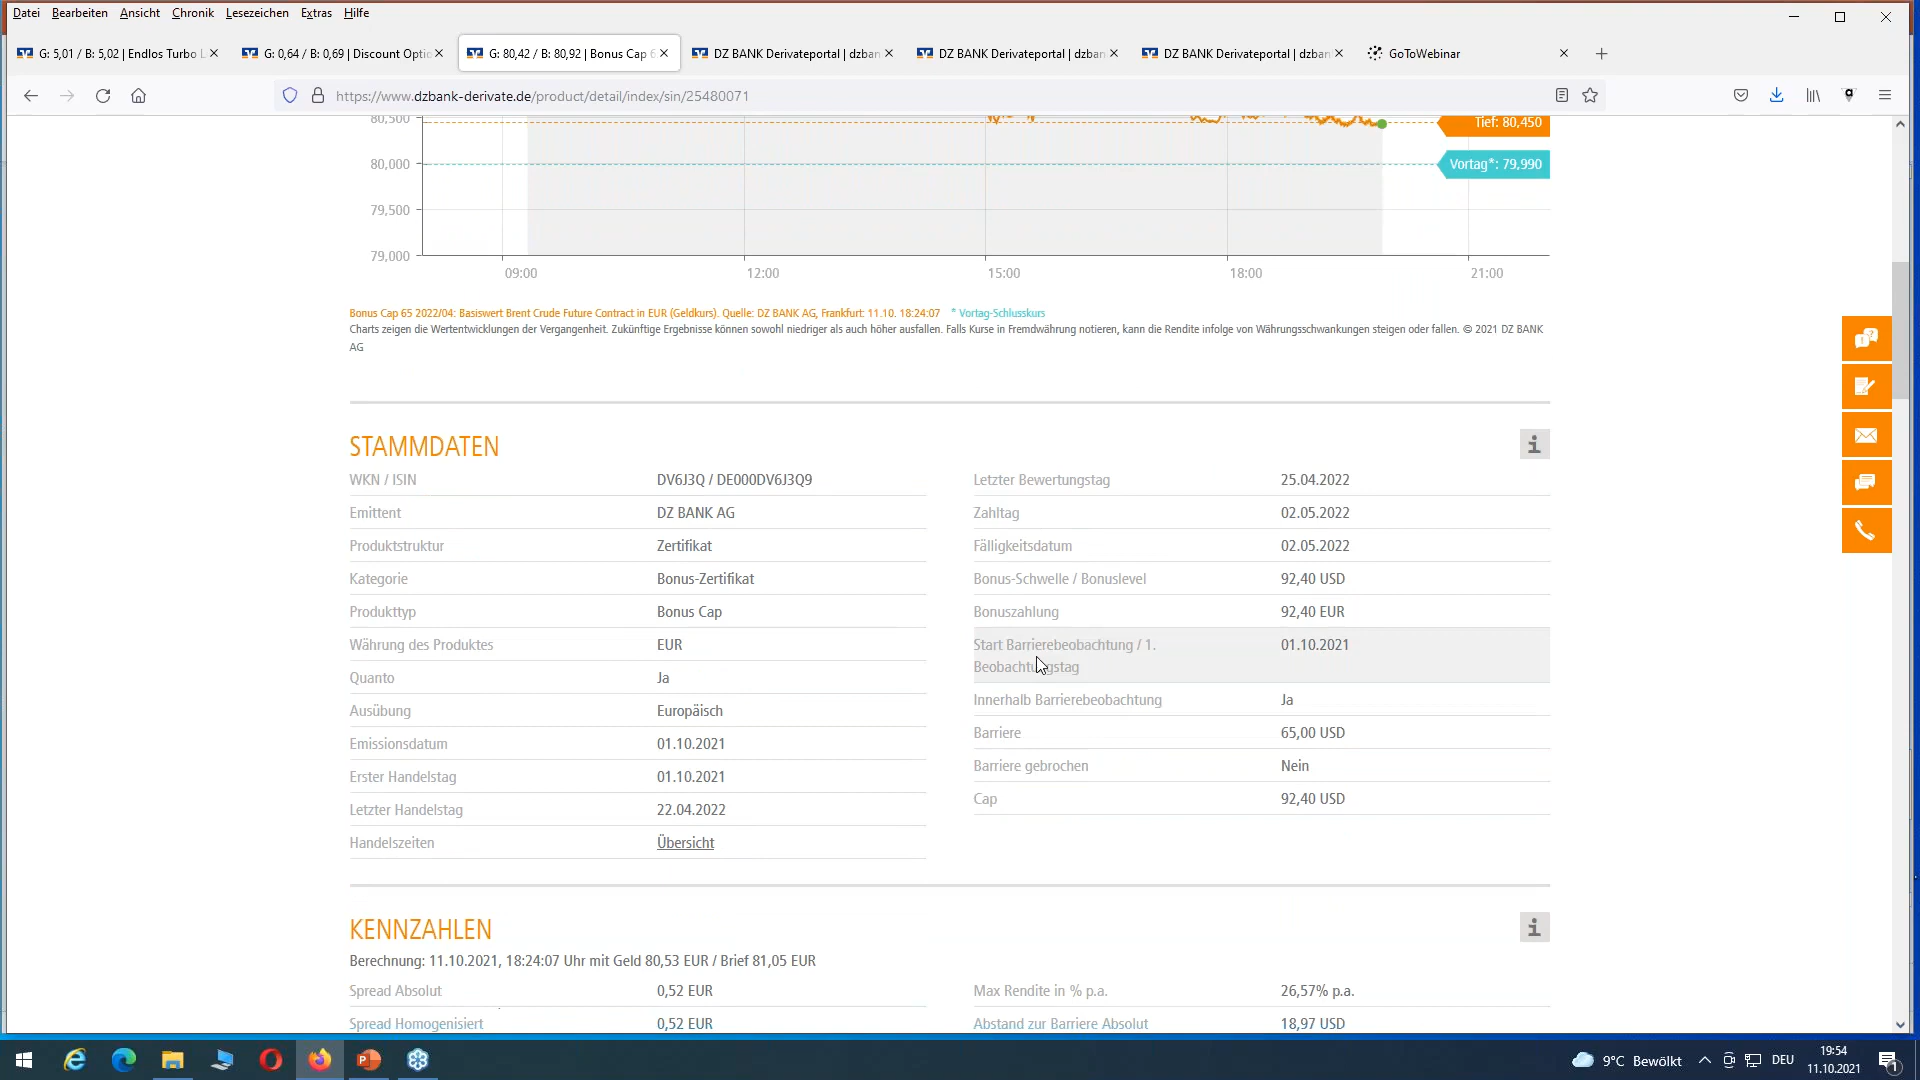 Datei Bearbeiten Ansicht Chronik Lesezeichen Extras Hilfe
G: 5,01 / B: 5,02 | Endlos Turbo L
G: 0,64 / B: 0,69 | Discount Optio
G: 80,42 / B: 80,92 | Bonus Cap 6
DZ BANK Derivateportal | dzban
DZ BANK Derivateportal | dzban
DZ BANK Derivateportal | dzban
GoToWebinar
https://www.dzbank-derivate.de/product/detail/index/sin/25480071
80,500
Tief: 80,450
80,000
Vortag*: 79,990
79,500
79,000
09:00 12:00 15:00 18:00 21:00
Bonus Cap 65 2022/04: Basiswert Brent Crude Future Contract in EUR (Geldkurs). Quelle: DZ BANK AG, Frankfurt: 11.10. 18:24:07 * Vortag-Schlusskurs
Charts zeigen die Wertentwicklungen der Vergangenheit. Zukünftige Ergebnisse können sowohl niedriger als auch höher ausfallen. Falls Kurse in Fremdwährung notieren, kann die Rendite infolge von Währungsschwankungen steigen oder fallen. © 2021 DZ BANK
AG
STAMMDATEN
WKN / ISIN DV6J3Q / DE000DV6J3Q9
Emittent DZ BANK AG
Produktstruktur Zertifikat
Kategorie Bonus-Zertifikat
Produkttyp Bonus Cap
Währung des Produktes EUR
Quanto Ja
Ausübung Europäisch
Emissionsdatum 01.10.2021
Erster Handelstag 01.10.2021
Letzter Handelstag 22.04.2022
Handelszeiten Übersicht
Letzter Bewertungstag 25.04.2022
Zahltag 02.05.2022
Fälligkeitsdatum 02.05.2022
Bonus-Schwelle / Bonuslevel 92,40 USD
Bonuszahlung 92,40 EUR
Start Barrierebeobachtung / 1. 01.10.2021
Beobachtungstag
Innerhalb Barrierebeobachtung Ja
Barriere 65,00 USD
Barriere gebrochen Nein
Cap 92,40 USD
KENNZAHLEN
Berechnung: 11.10.2021, 18:24:07 Uhr mit Geld 80,53 EUR / Brief 81,05 EUR
Spread Absolut 0,52 EUR
Spread Homogenisiert 0,52 EUR
Max Rendite in % p.a. 26,57% p.a.
Abstand zur Barriere Absolut 18,97 USD
9°C Bewölkt
DEU
19:54
11.10.2021
1